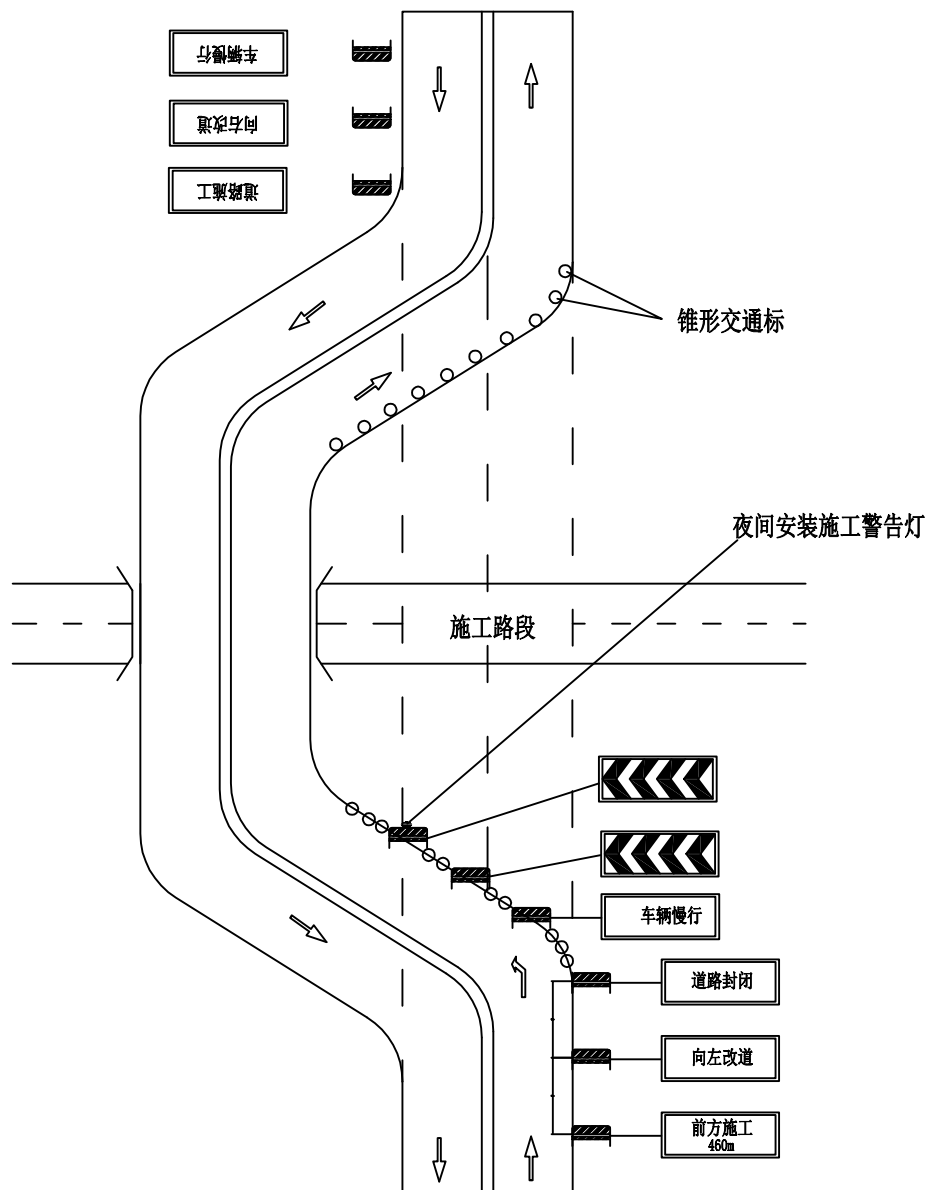 车辆慢行
向右改道
道路施工
锥形交通标
夜间安装施工警告灯
施工路段
车辆慢行
道路封闭
向左改道
前方施工
460m